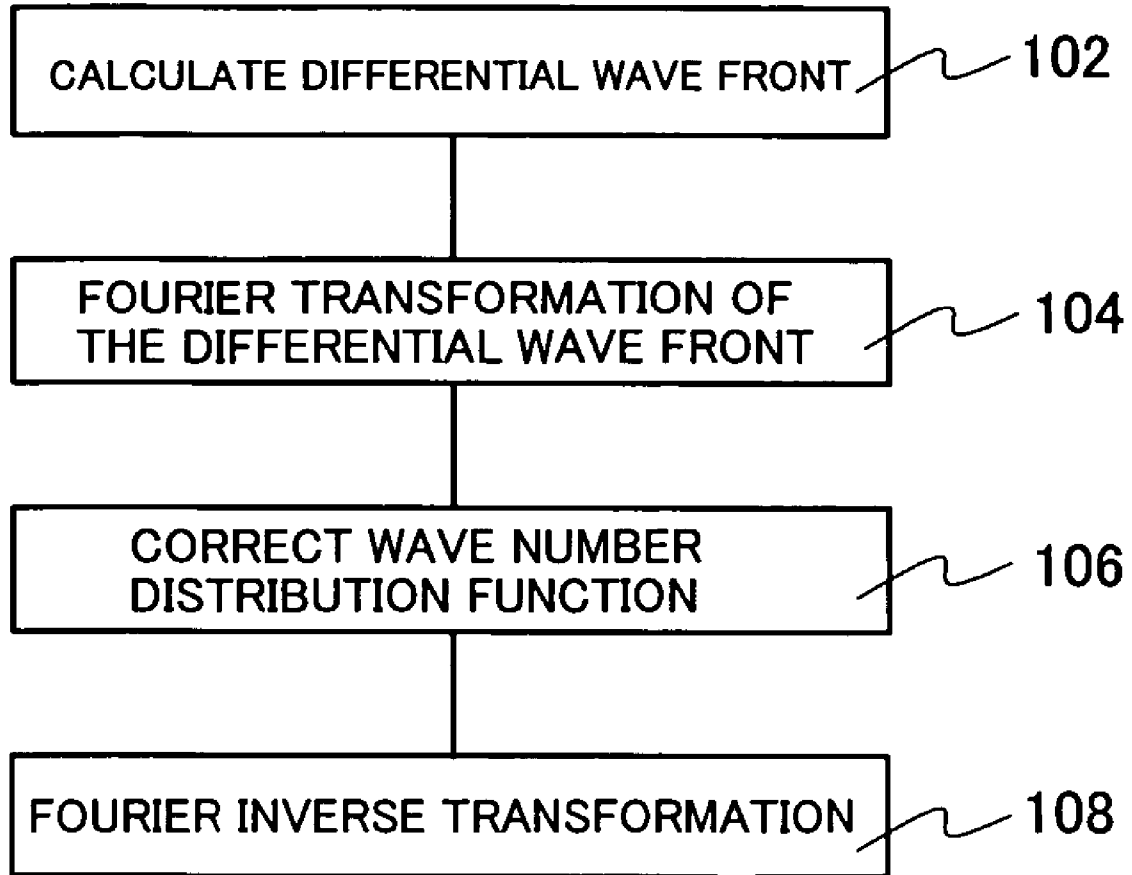 CALCULATE DIFFERENTIAL WAVE FRONT
102
FOURIER TRANSFORMATION OF
THE DIFFERENTIAL WAVE FRONT
104
CORRECT WAVE NUMBER
DISTRIBUTION FUNCTION
106
FOURIER INVERSE TRANSFORMATION
108